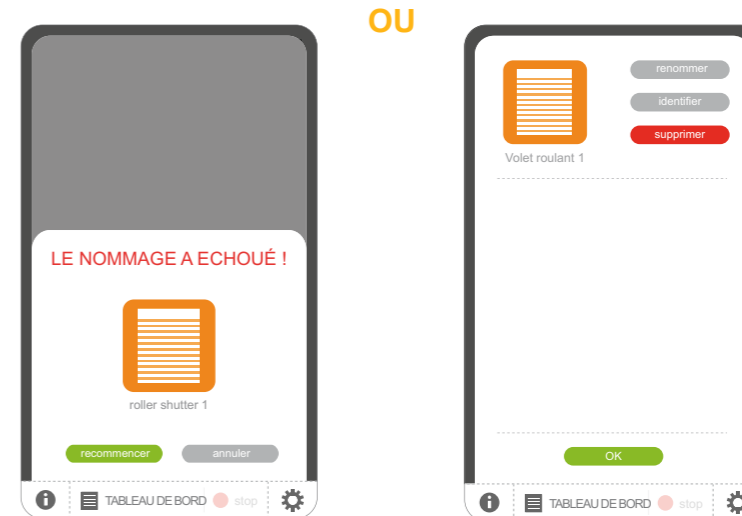 OU
LE NOMMAGE A ECHOUÉ !
roller shutter 1
recommencer
annuler
TABLEAU DE BORD
stop
renommer
identifier
supprimer
Volet roulant 1
OK
TABLEAU DE BORD
stop